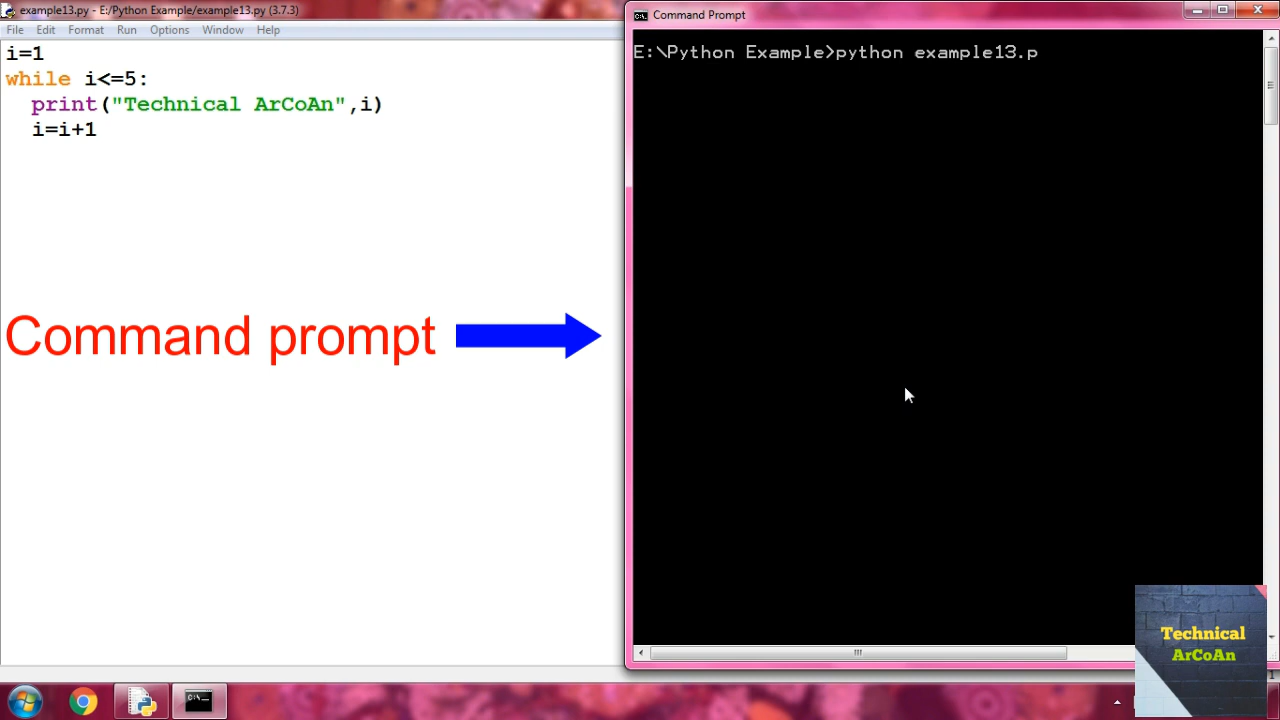 example13.py - E:/Python Example/example13.py (3.7.3)
File Edit Format Run Options Window Help
i=1
while i<=5:
  print("Technical ArCoAn",i)
  i=i+1
Command prompt
Command Prompt
E:\Python Example>python example13.p
Technical
ArCoAn